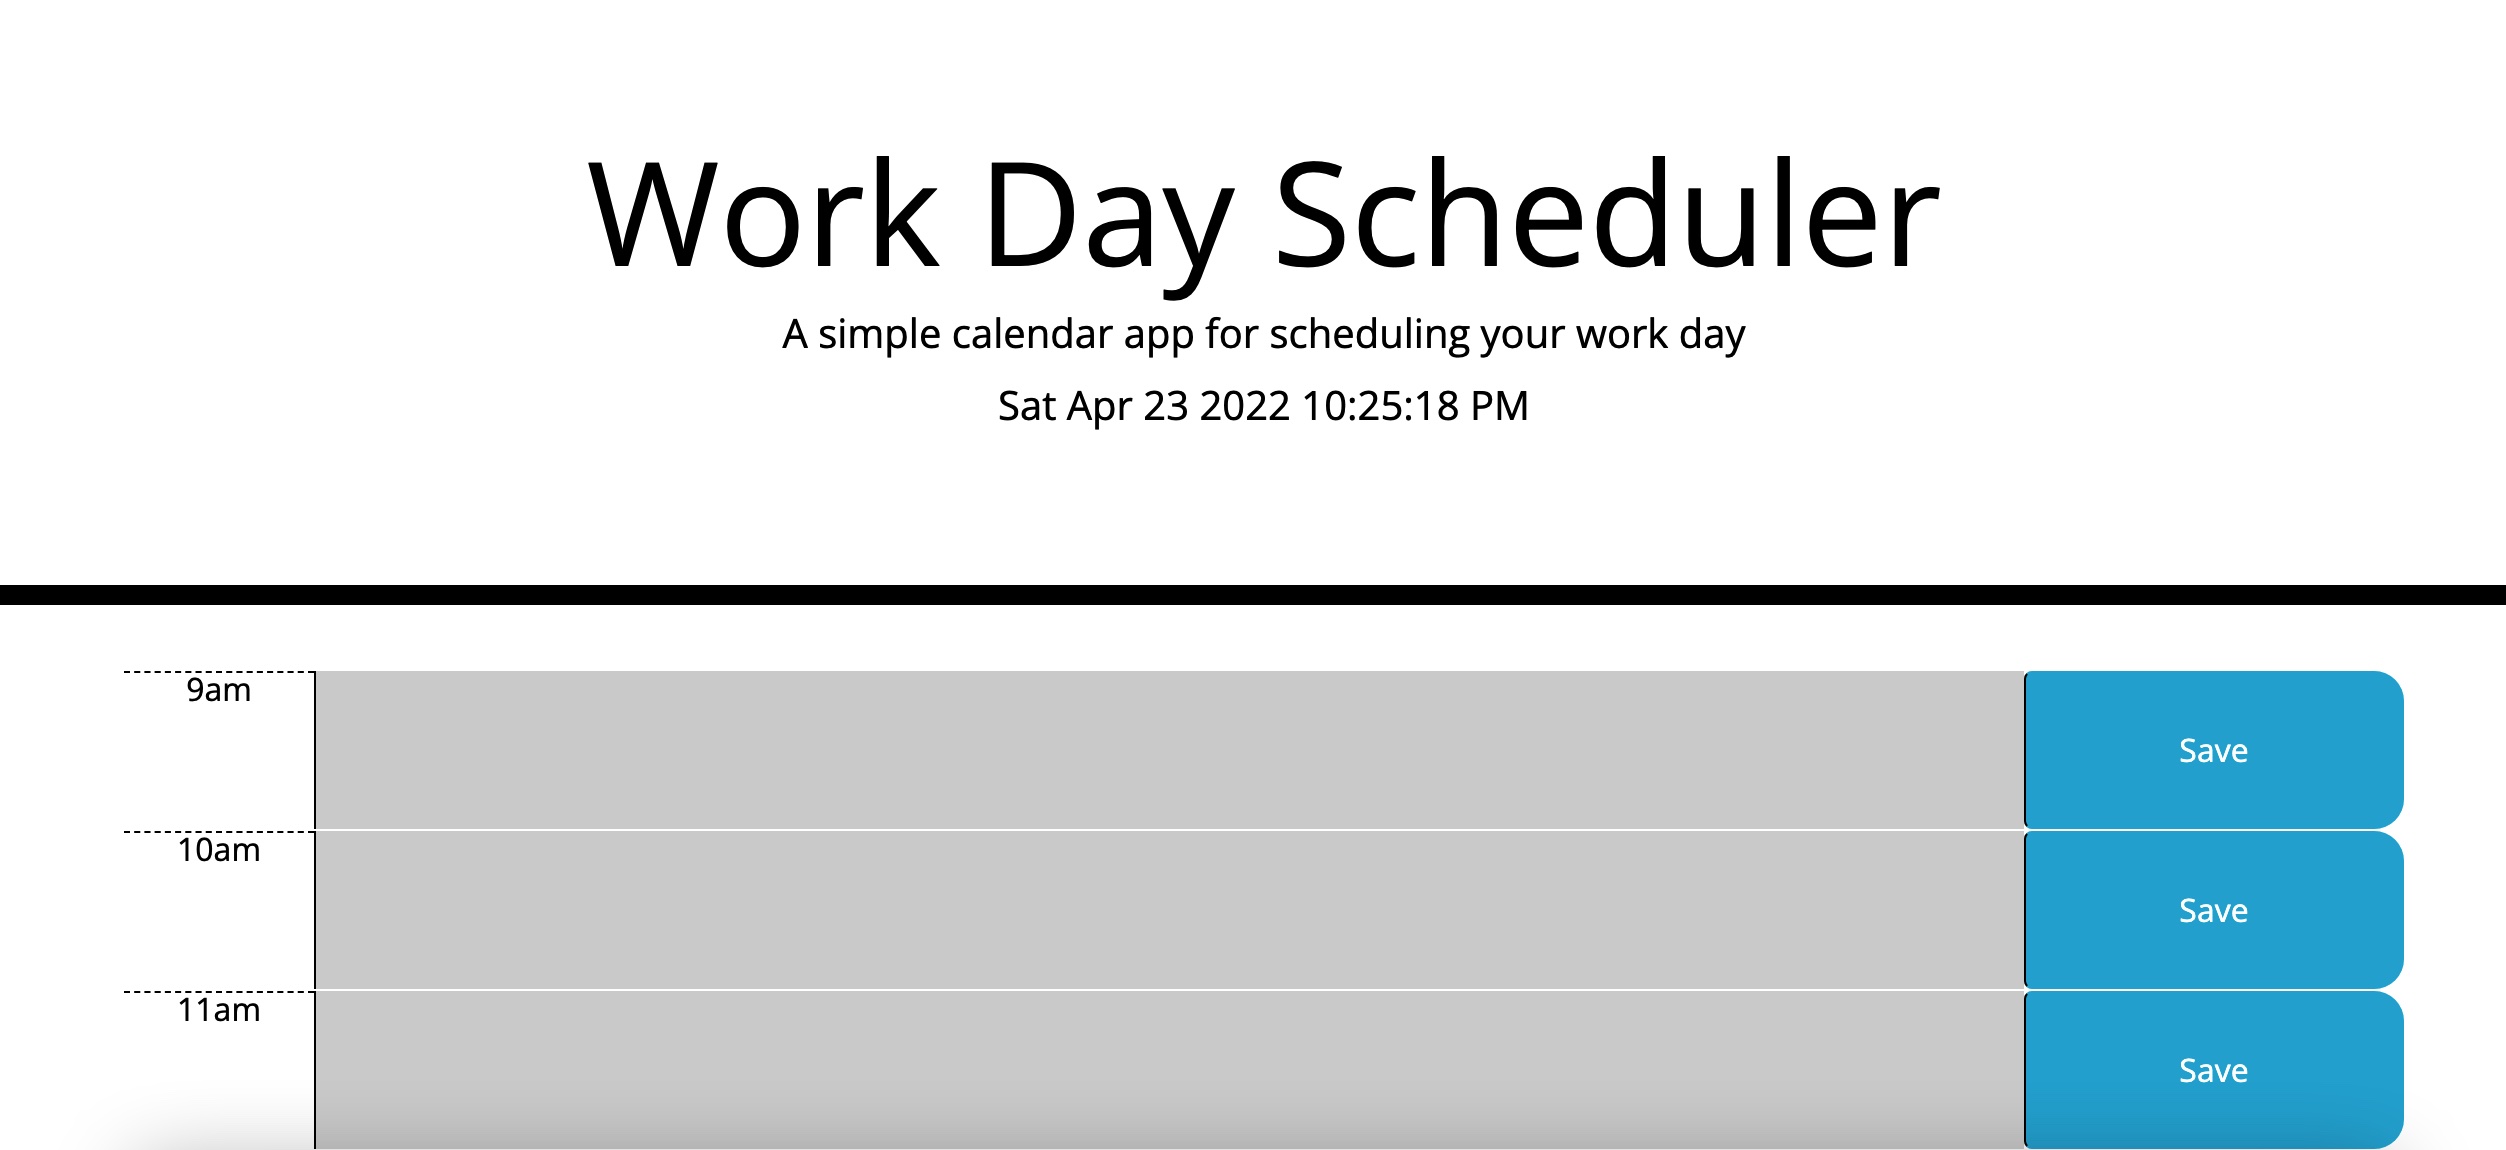 Work Day Scheduler
A simple calendar app for scheduling your work day
Sat Apr 23 2022 10:25:18 PM
9am
Save
10am
Save
11am
Save